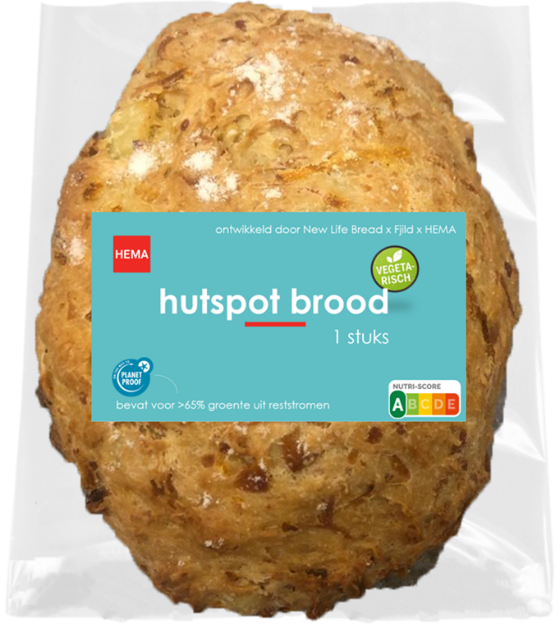 ontwikkeld door New Life Bread x Fjild x HEMA
HEMA
VEGETA-
RISCH
hutspot brood
1 stuks
PLANET
PROOF
bevat voor >65% groente uit reststromen
NUTRI-SCORE
A B C D E